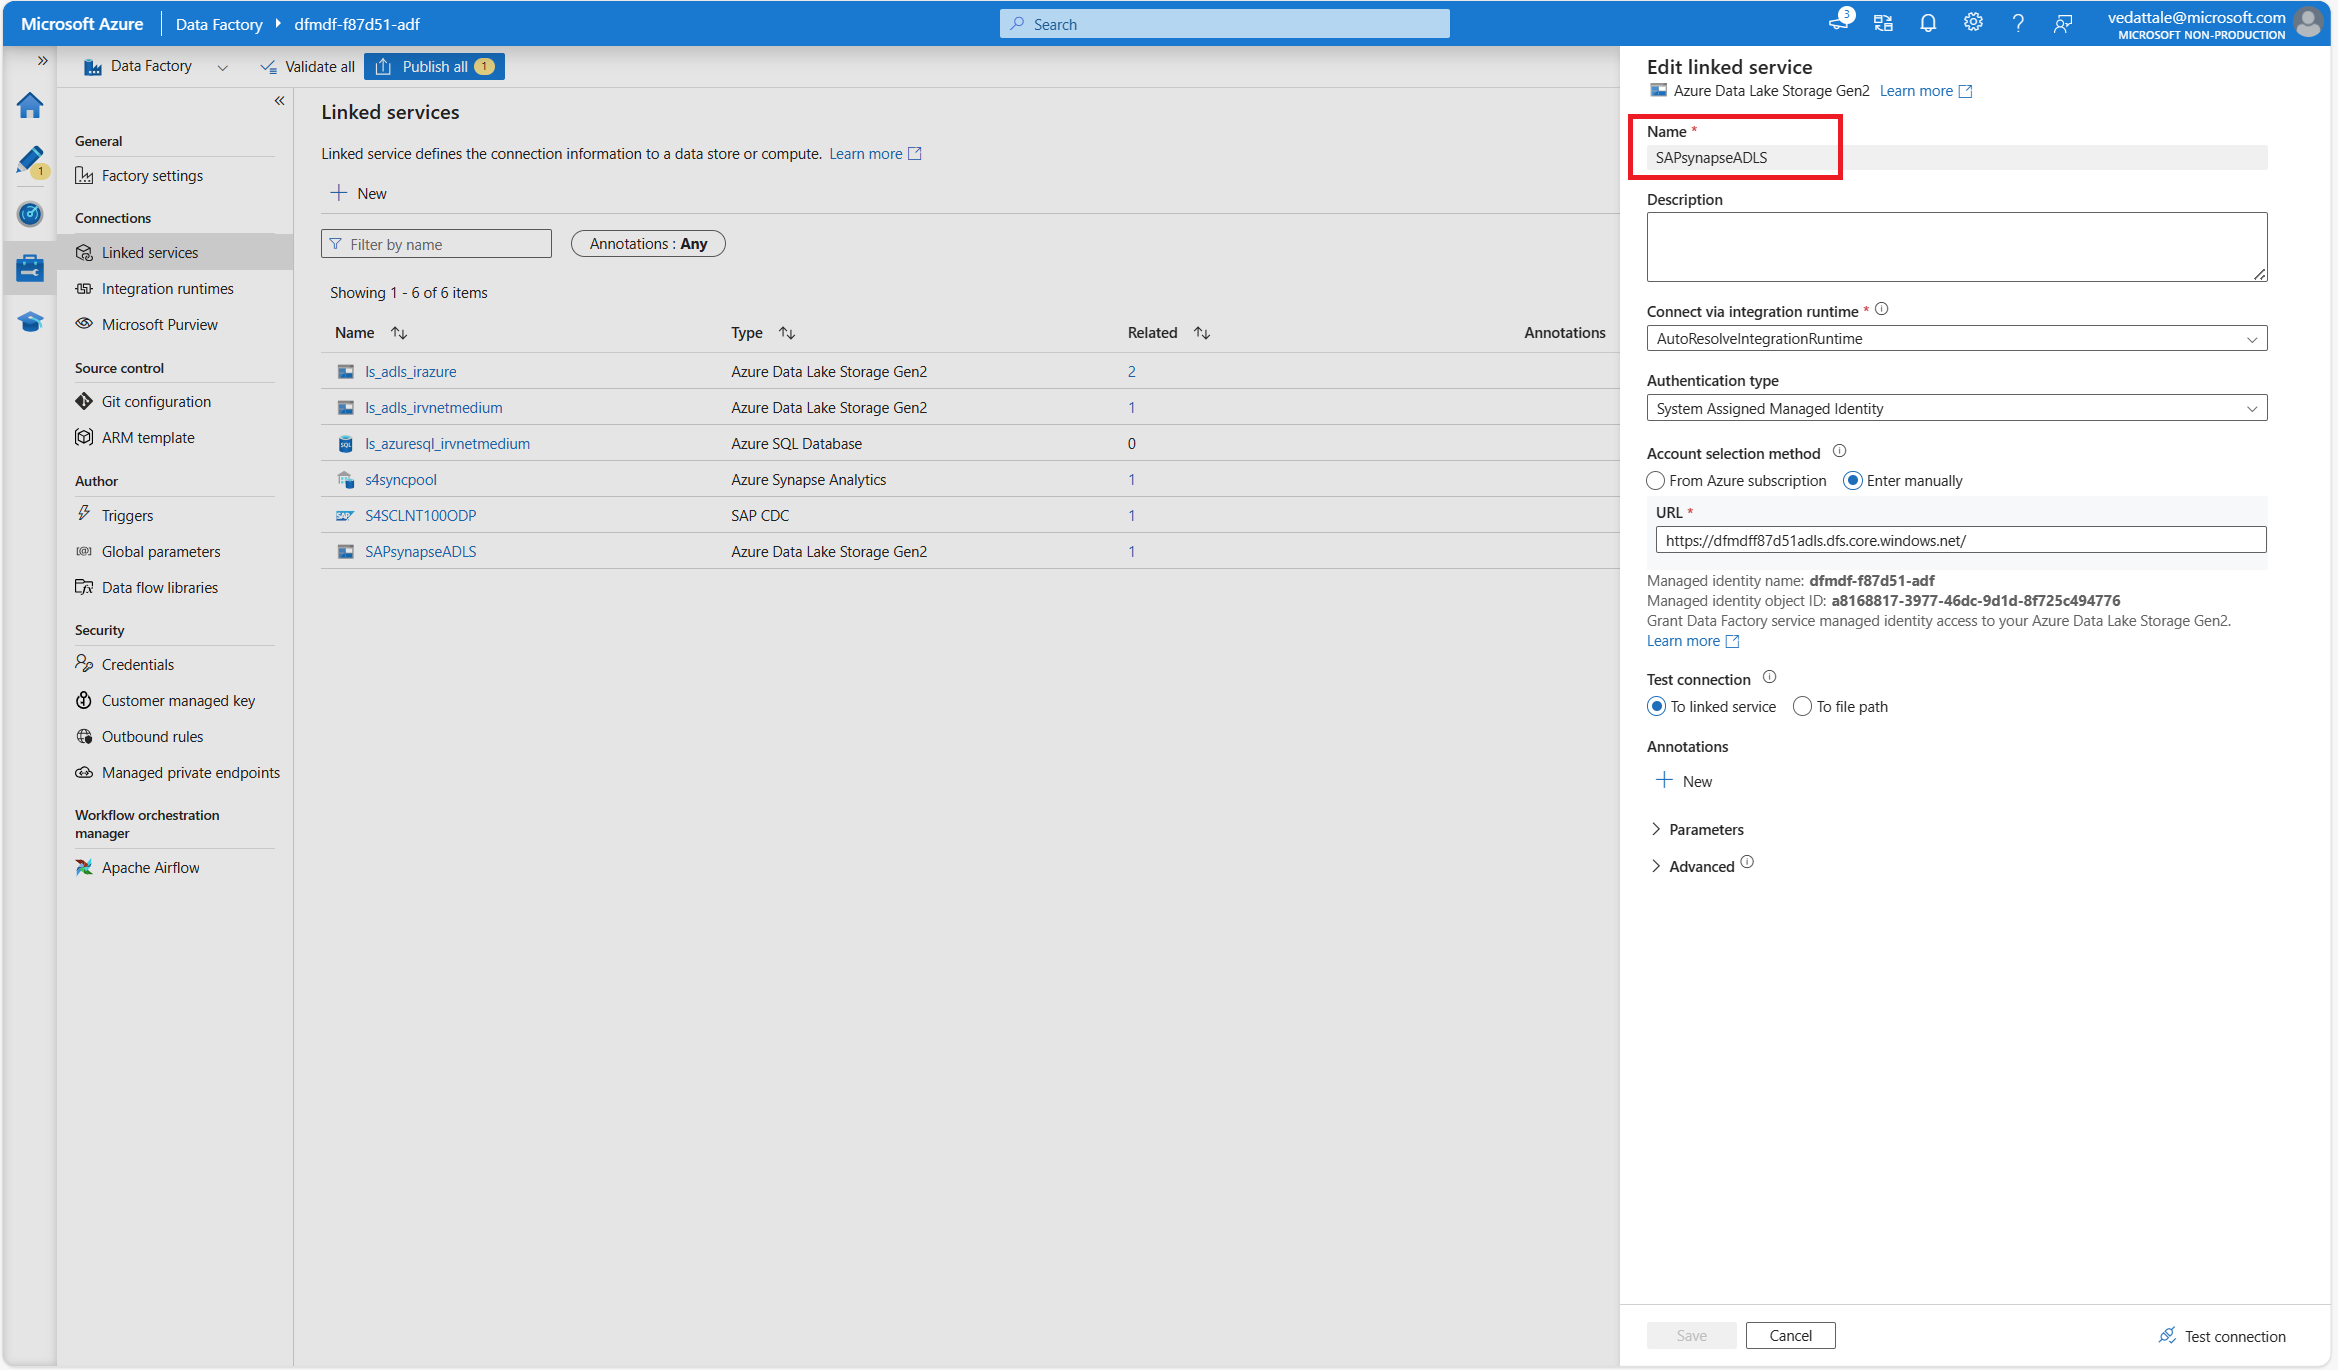 Microsoft Azure
Data Factory
dfmdf-f87d51-adf
Search
3
vedattale@microsoft.com
MICROSOFT NON-PRODUCTION
Data Factory
Validate all
Publish all 1
1
General
Factory settings
Connections
Linked services
Integration runtimes
Microsoft Purview
Source control
Git configuration
ARM template
Author
Triggers
Global parameters
Data flow libraries
Security
Credentials
Customer managed key
Outbound rules
Managed private endpoints
Workflow orchestration
manager
Apache Airflow
Linked services
Linked service defines the connection information to a data store or compute. Learn more
New
Filter by name
Annotations : Any
Showing 1 - 6 of 6 items
Name Type Related Annotations
ls_adls_irazure Azure Data Lake Storage Gen2 2
ls_adls_irvnetmedium Azure Data Lake Storage Gen2 1
SQL ls_azuresql_irvnetmedium Azure SQL Database 0
s4syncpool Azure Synapse Analytics 1
SAP S4SCLNT100ODP SAP CDC 1
SAPsynapseADLS Azure Data Lake Storage Gen2 1
Edit linked service
Azure Data Lake Storage Gen2 Learn more
Name *
SAPsynapseADLS
Description
Connect via integration runtime *
AutoResolveIntegrationRuntime
Authentication type
System Assigned Managed Identity
Account selection method
From Azure subscription Enter manually
URL *
https://dfmdff87d51adls.dfs.core.windows.net/
Managed identity name: dfmdf-f87d51-adf
Managed identity object ID: a8168817-3977-46dc-9d1d-8f725c494776
Grant Data Factory service managed identity access to your Azure Data Lake Storage Gen2.
Learn more
Test connection
To linked service To file path
Annotations
New
Parameters
Advanced
Save Cancel Test connection